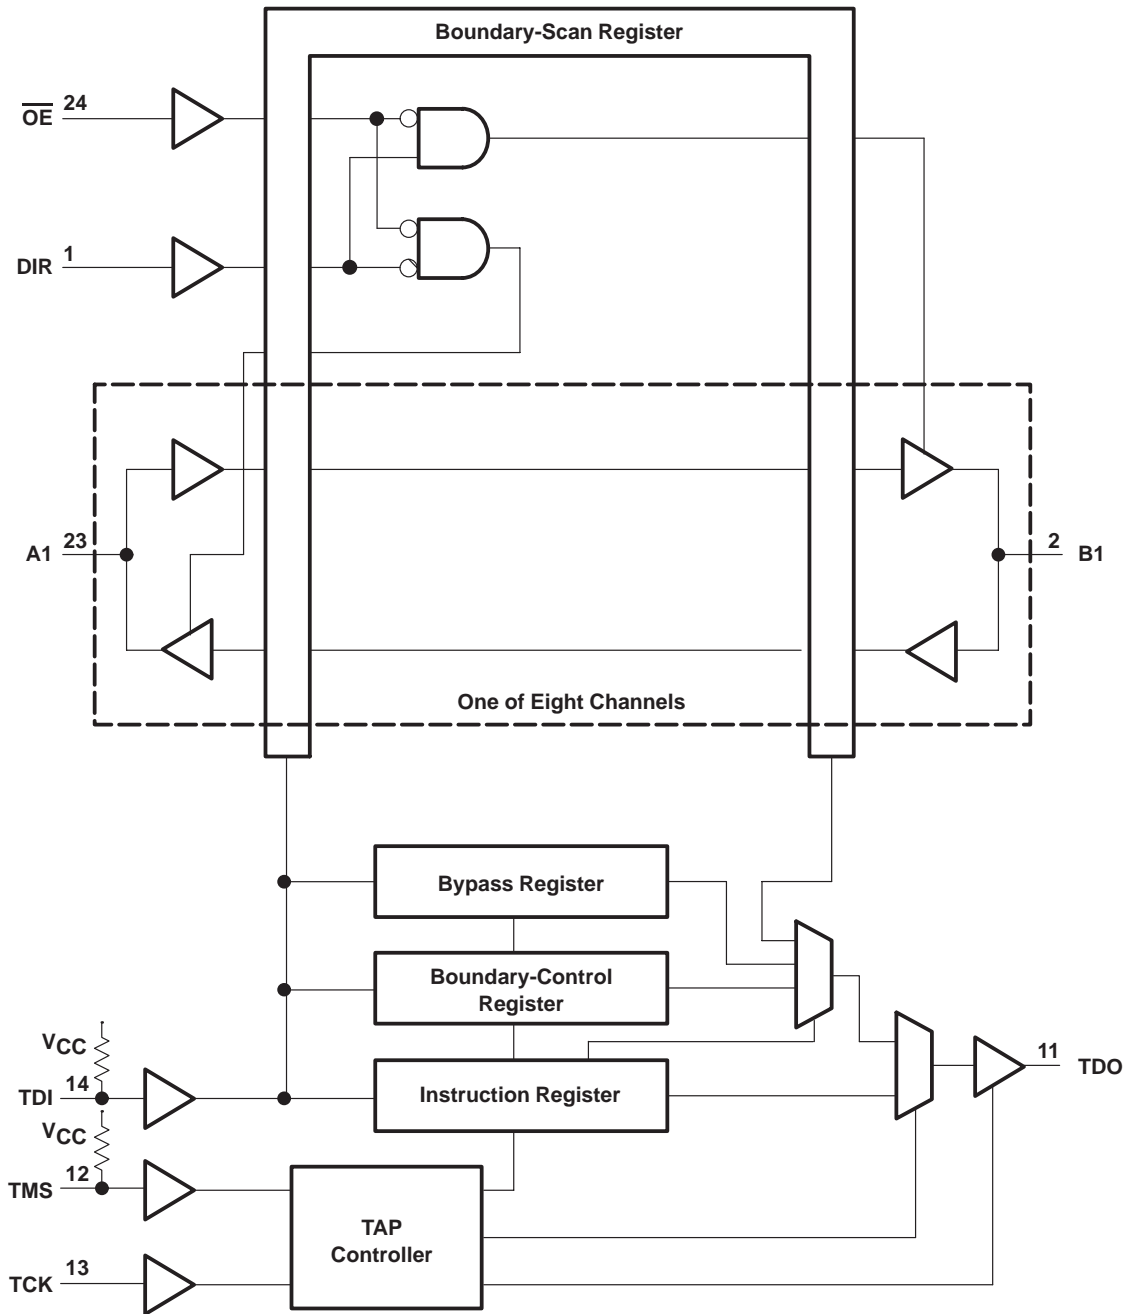 Boundary-Scan Register
OE 24
DIR 1
A1 23
2 B1
One of Eight Channels
Bypass Register
Boundary-Control
Register
VCC
TDI 14
Instruction Register
11 TDO
VCC
TMS 12
TAP
Controller
TCK 13